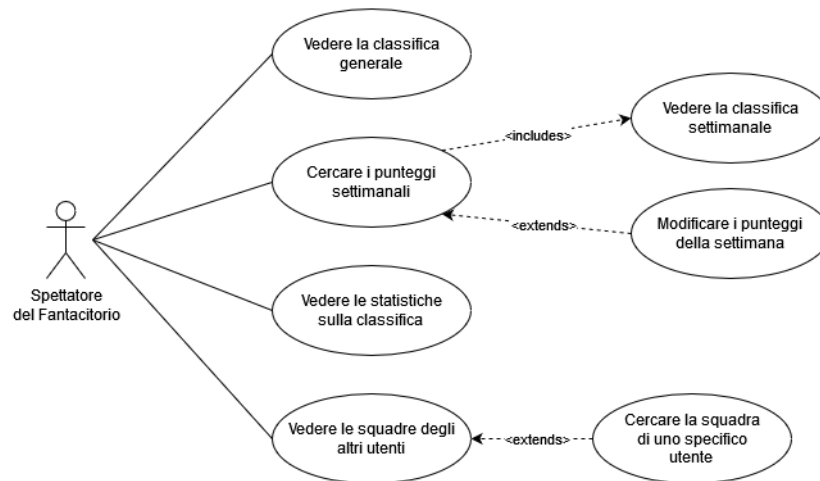 Vedere la classifica
generale
Vedere la classifica
settimanale
<includes>
Cercare i punteggi
settimanali
Modificare i punteggi
della settimana
<extends>
Spettatore
del Fantacitorio
Vedere le statistiche
sulla classifica
Vedere le squadre degli
altri utenti
<extends>
Cercare la squadra
di uno specifico
utente